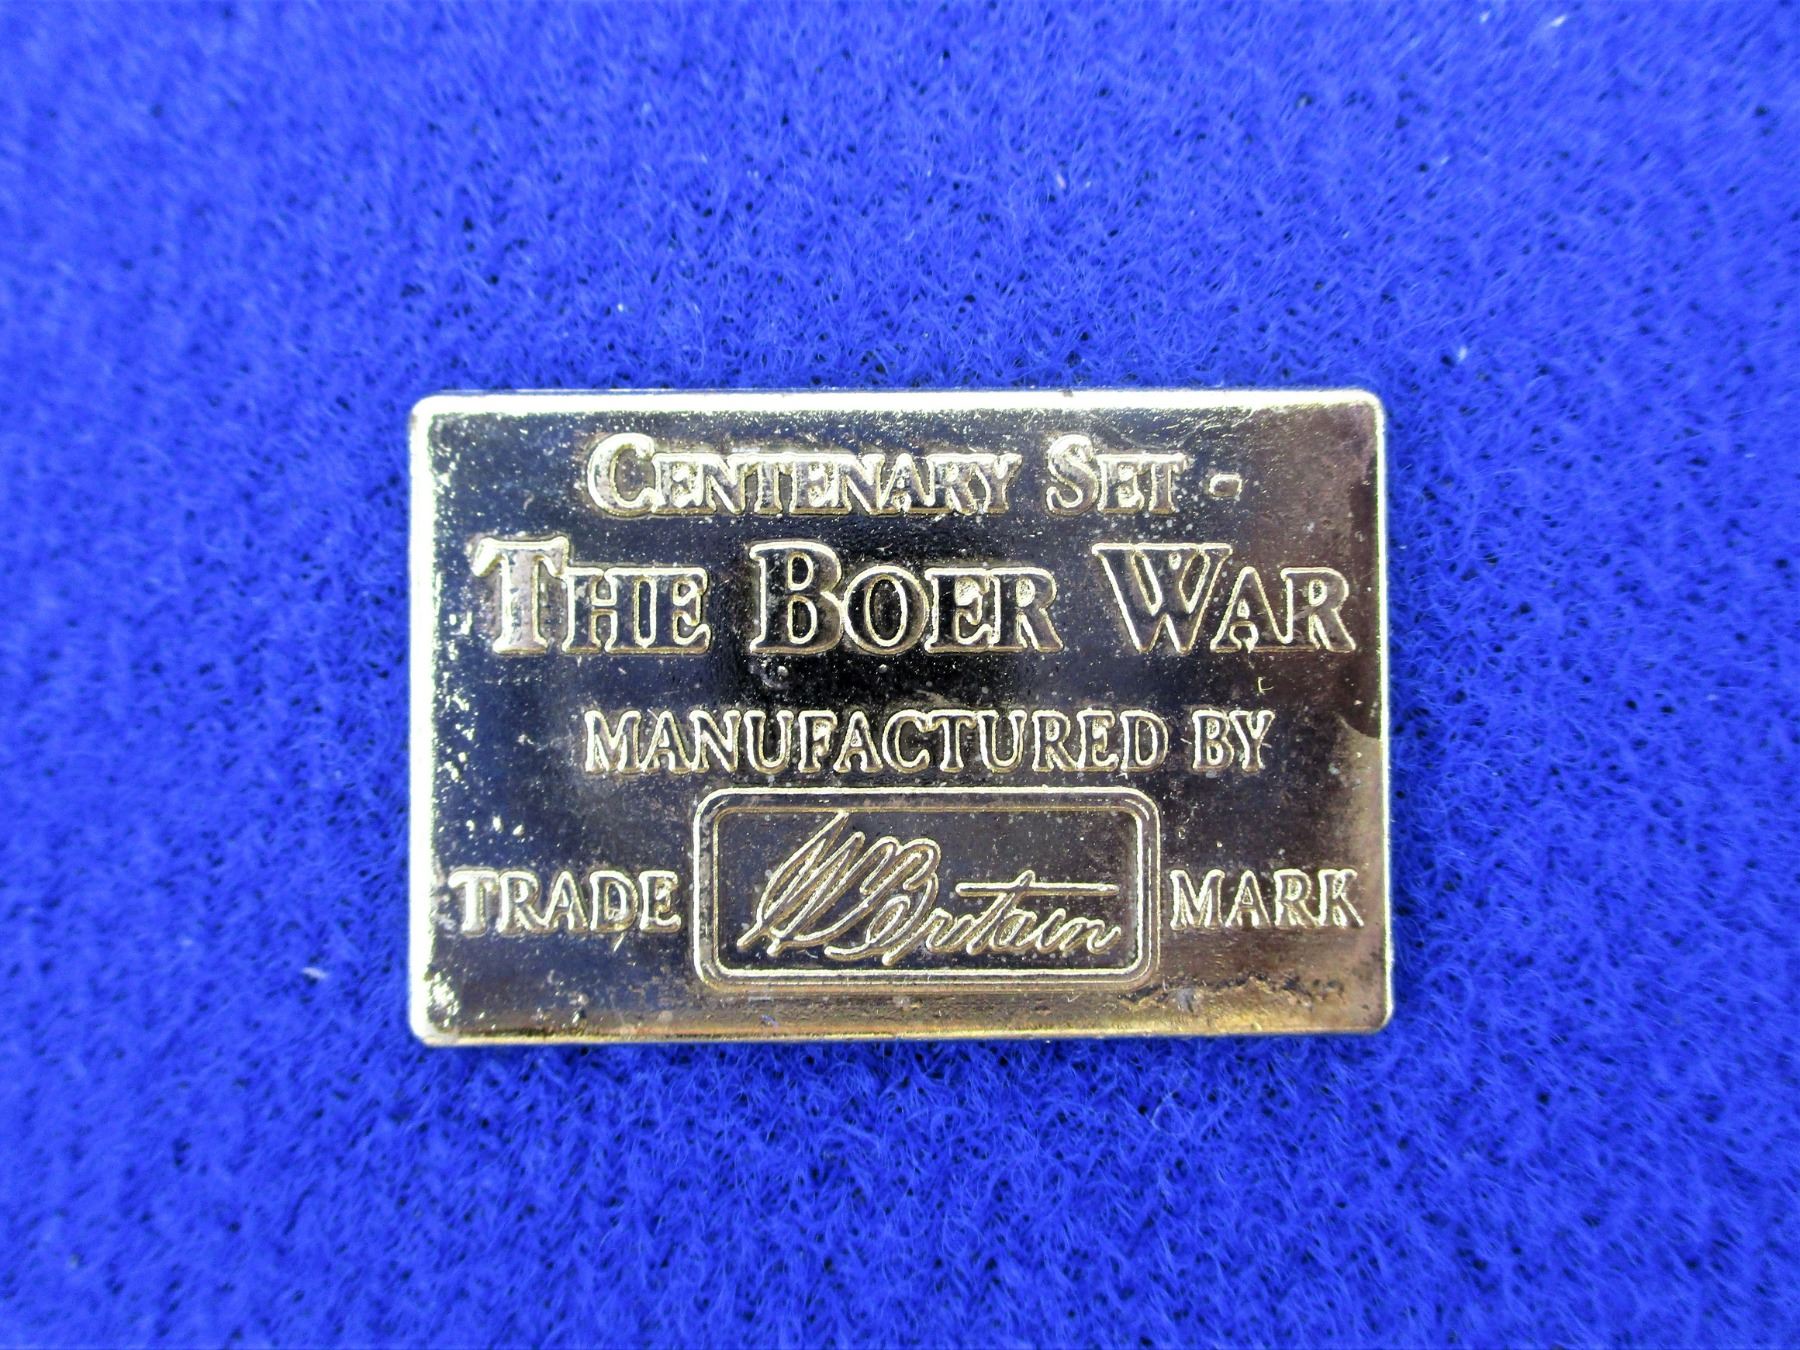 CENTENARY SET -
THE BOER WAR
MANUFACTURED BY
TRADE W Britain MARK